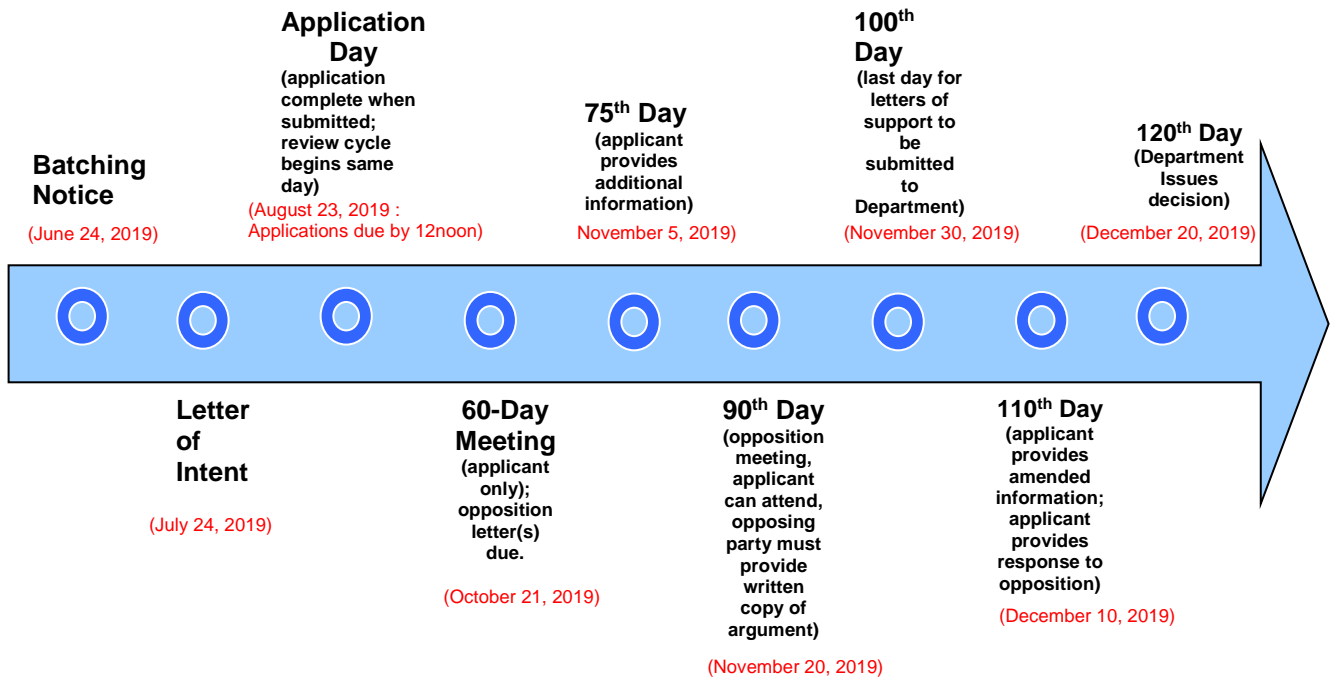 Batching
Notice
(June 24, 2019)
Letter
of
Intent
(July 24, 2019)
Application
Day
(application
complete when
submitted;
review cycle
begins same
day)
(August 23, 2019 :
Applications due by 12noon)
60-Day
Meeting
(applicant
only);
opposition
letter(s)
due.
(October 21, 2019)
75th Day
(applicant
provides
additional
information)
November 5, 2019)
90th Day
(opposition
meeting,
applicant
can attend,
opposing
party must
provide
written
copy of
argument)
(November 20, 2019)
100th
Day
(last day for
letters of
support to
be
submitted
to
Department)
(November 30, 2019)
110th Day
(applicant
provides
amended
information;
applicant
provides
response to
opposition)
(December 10, 2019)
120th Day
(Department
Issues
decision)
(December 20, 2019)